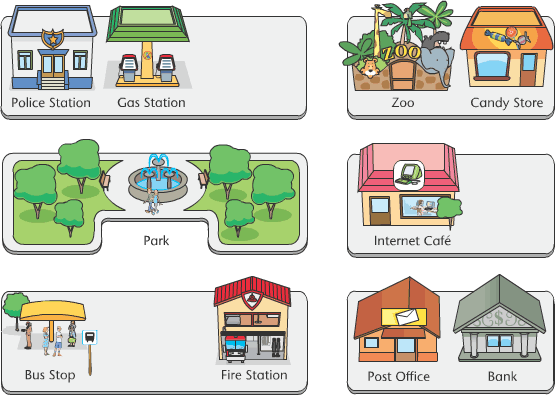 Police Station
Gas Station
ZOO
Zoo
Candy Store
Park
Internet Café
Bus Stop
Fire Station
Post Office
$ $ $
Bank